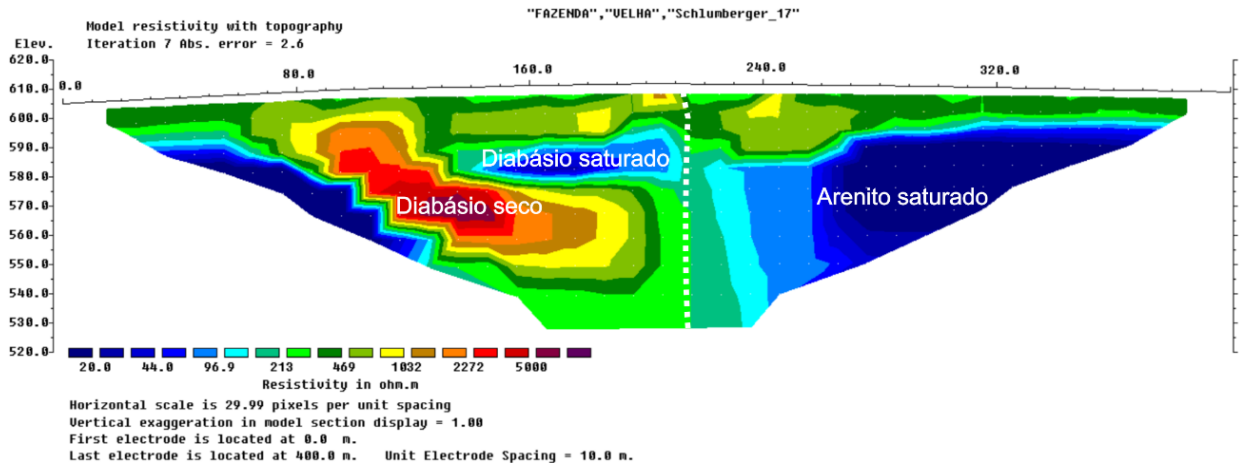 "FAZENDA","VELHA","Schlumberger_17"
Model resistivity with topography
Elev. Iteration 7 Abs. error = 2.6
620.0
610.0
600.0
590.0
580.0
570.0
560.0
550.0
540.0
530.0
520.0
0.0 80.0 160.0 240.0 320.0
Diabásio saturado
Diabásio seco
Arenito saturado
20.0 44.0 96.9 213 469 1032 2272 5000
Resistivity in ohm.m
Horizontal scale is 29.99 pixels per unit spacing
Vertical exaggeration in model section display = 1.00
First electrode is located at 0.0 m.
Last electrode is located at 400.0 m. Unit Electrode Spacing = 10.0 m.